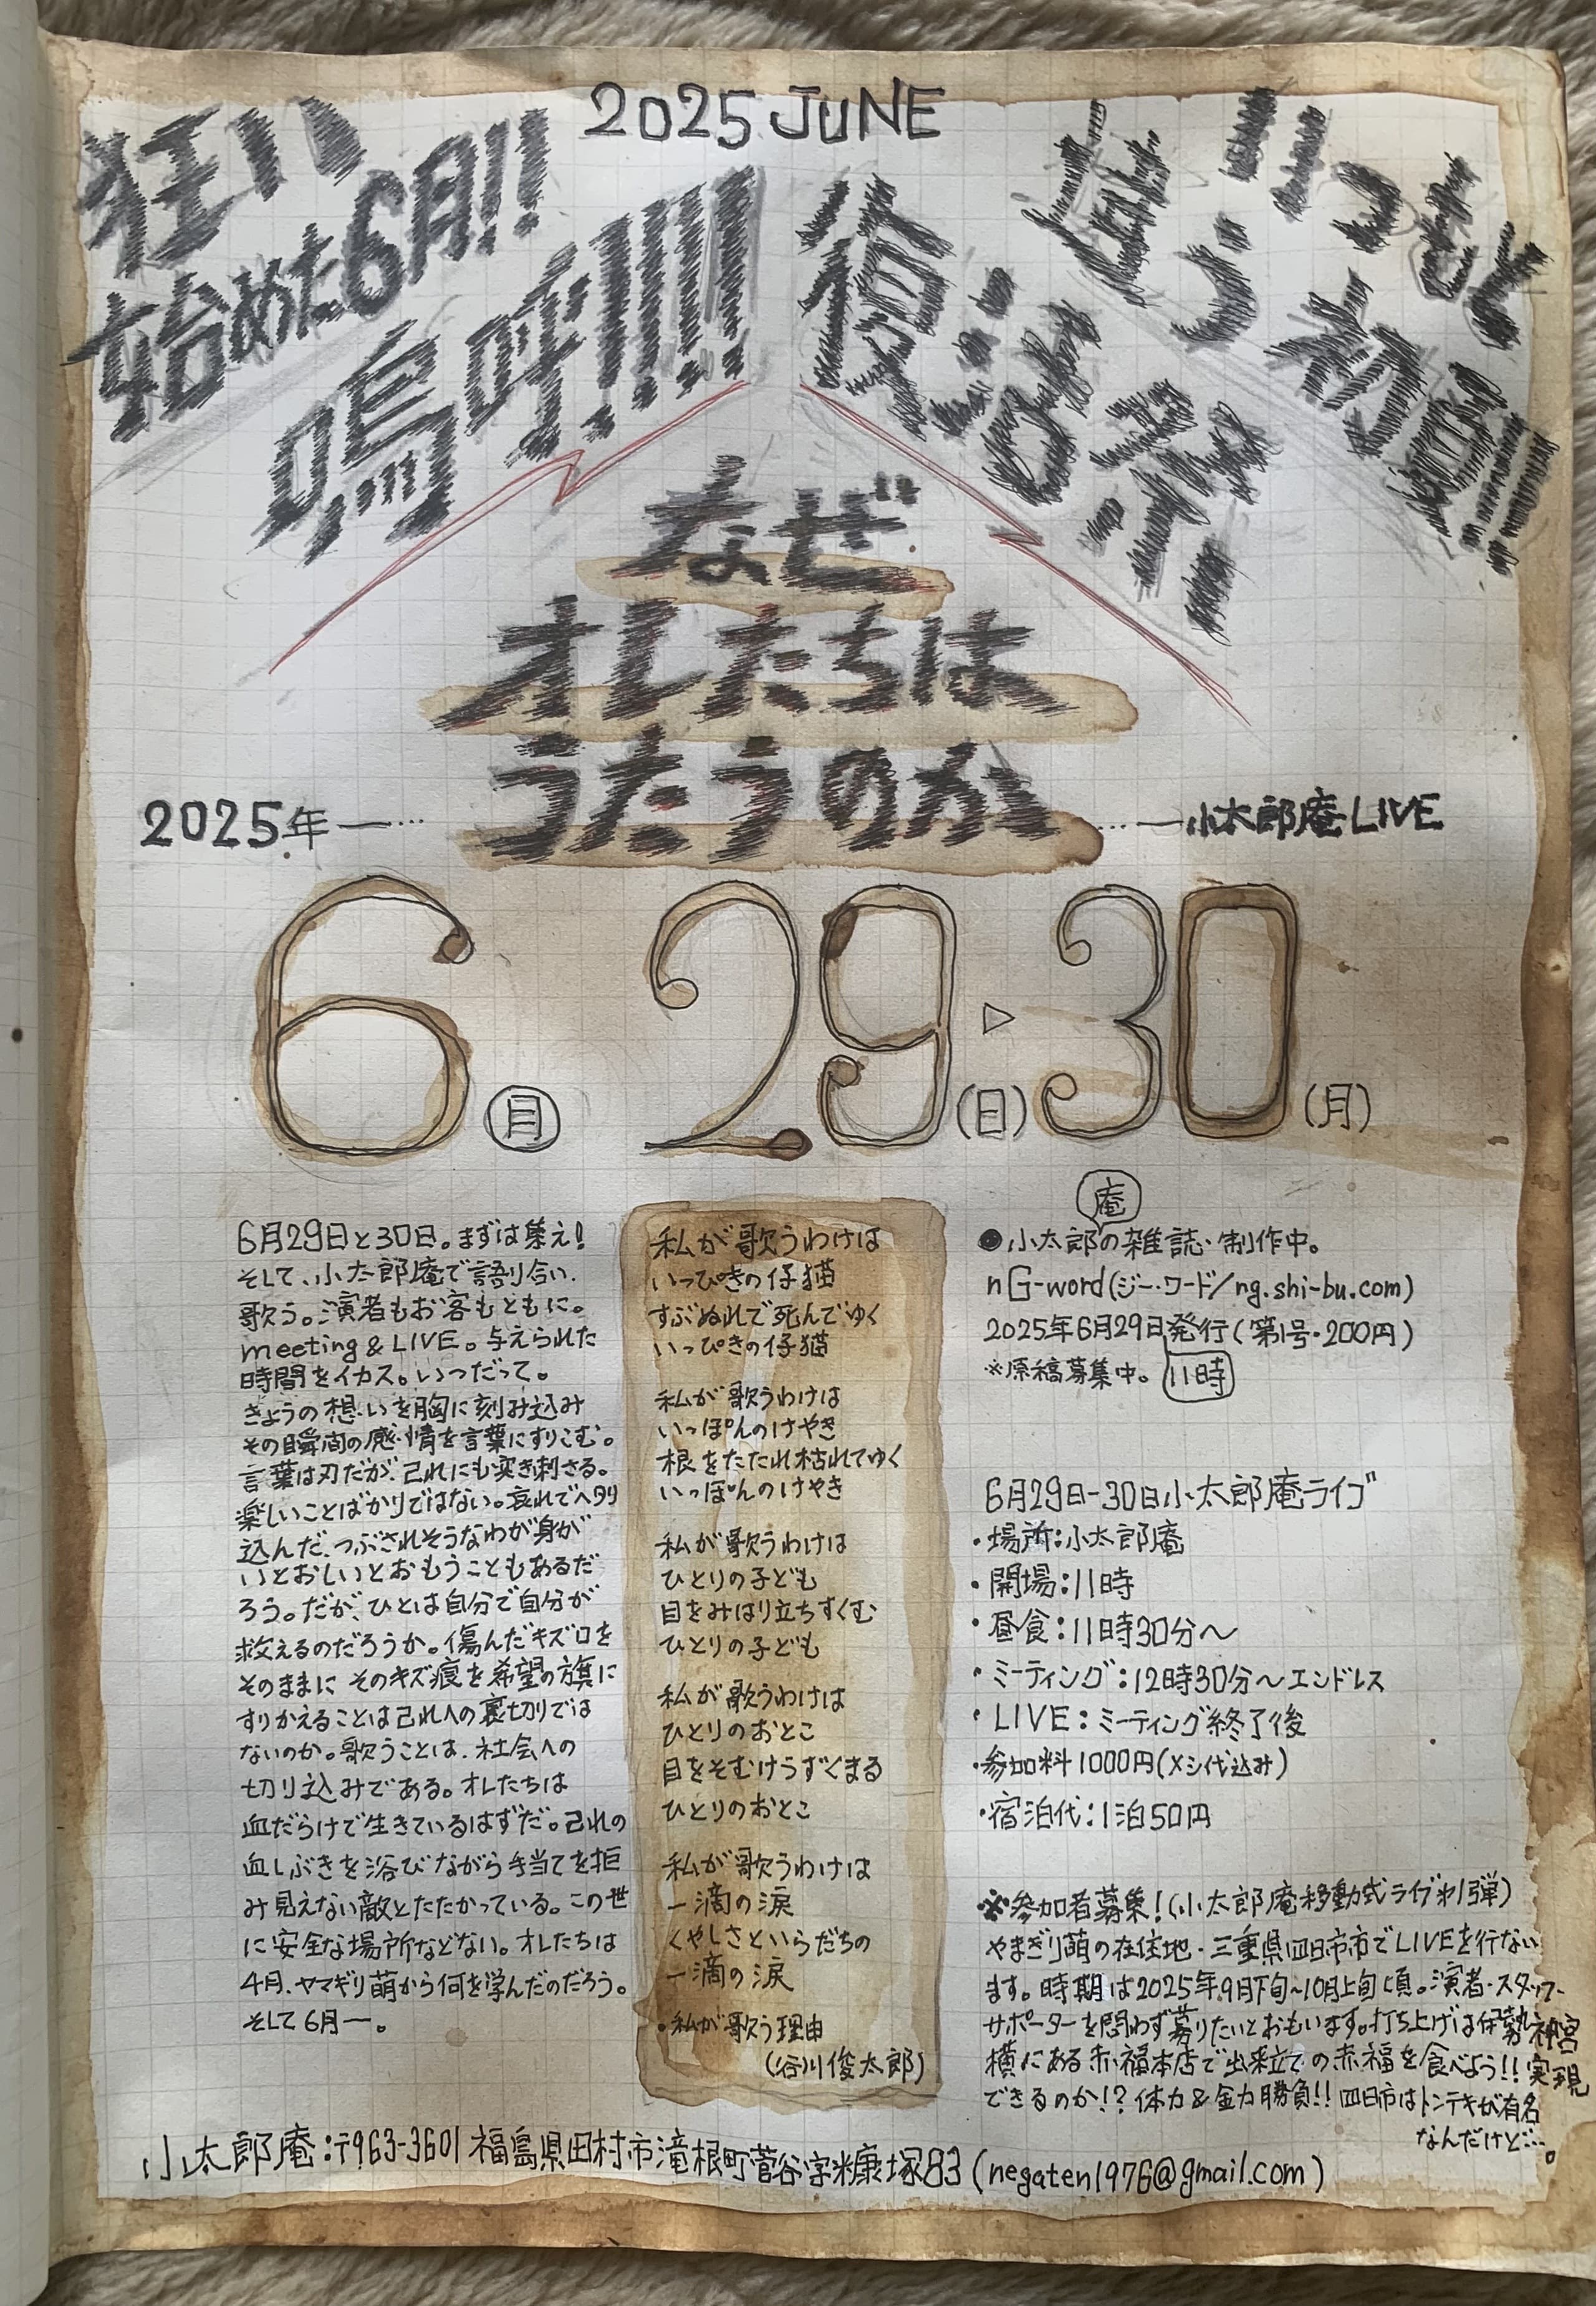 2025 JUNE
狂い
始めた6月!!
嗚呼!!!!
初夏!!!
復活祭!
なぜ
オレたちは
うたうのか
2025年―…
…―小太郎庵LIVE
6月 29(日)▷30(月)
6月29日と30日。まずは集え!
そして、小太郎庵で語り合い、
歌う。演者もお客もともに。
meeting&LIVE。与えられた
時間をイカス。いつだって。
きょうの想いを胸に刻み込み
その瞬間の感情を言葉にすりこむ。
言葉は刃だが、己れにも突き刺さる。
楽しいことばかりではない。哀れでヘタリ
込んだ、つぶされそうなわが身が
いとおしいとおもうこともあるだ
ろう。だが、ひとは自分で自分が
救えるのだろうか。傷んだキズ口を
そのままに そのキズ痕を希望の旗に
すりかえることは己れへの裏切りでは
ないのか。歌うことは、社会への
切り込みである。オレたちは
血だらけで生きているはずだ。己れの
血しぶきを浴びながら手当てを拒
み見えない敵とたたかっている。この世
に安全な場所などない。オレたちは
4月、ヤマギリ萌から何を学んだのだろう。
そして6月―。
私が歌うわけは
いっぴきの仔猫
ずぶぬれで死んでゆく
いっぴきの仔猫
私が歌うわけは
いっぽんのけやき
根をたたれ枯れてゆく
いっぽんのけやき
私が歌うわけは
ひとりの子ども
目をみはり立ちすくむ
ひとりの子ども
私が歌うわけは
ひとりのおとこ
目をそむけうずくまる
ひとりのおとこ
私が歌うわけは
一滴の涙
くやしさといらだちの
一滴の涙
・私が歌う理由
(谷川俊太郎)
庵
●小太郎の雑誌・制作中。
nG-word(ジー・ワード/ng.shi-bu.com)
2025年6月29日発行(第1号・200円)
※原稿募集中。 11時
6月29日-30日小太郎庵ライブ
・場所:小太郎庵
・開場:11時
・昼食:11時30分～
・ミーティング:12時30分～エンドレス
・LIVE:ミーティング終了後
・参加料1000円(メシ代込み)
・宿泊代:1泊50円
※参加者募集!(小太郎庵移動式ライブ第1弾)
やまぎり萌の在住地・三重県四日市市でLIVEを行ない
ます。時期は2025年9月下旬～10月上旬頃。演者・スタッフ・
サポーターを問わず募りたいとおもいます。打ち上げは伊勢神宮
横にある赤福本店で出来立ての赤福を食べよう!!実現
できるのか!?体力&金力勝負!!四日市はトンテキが有名
なんだけど…。
小太郎庵:〒963-3601福島県田村市滝根町菅谷字糠塚83(negaten1976@gmail.com)